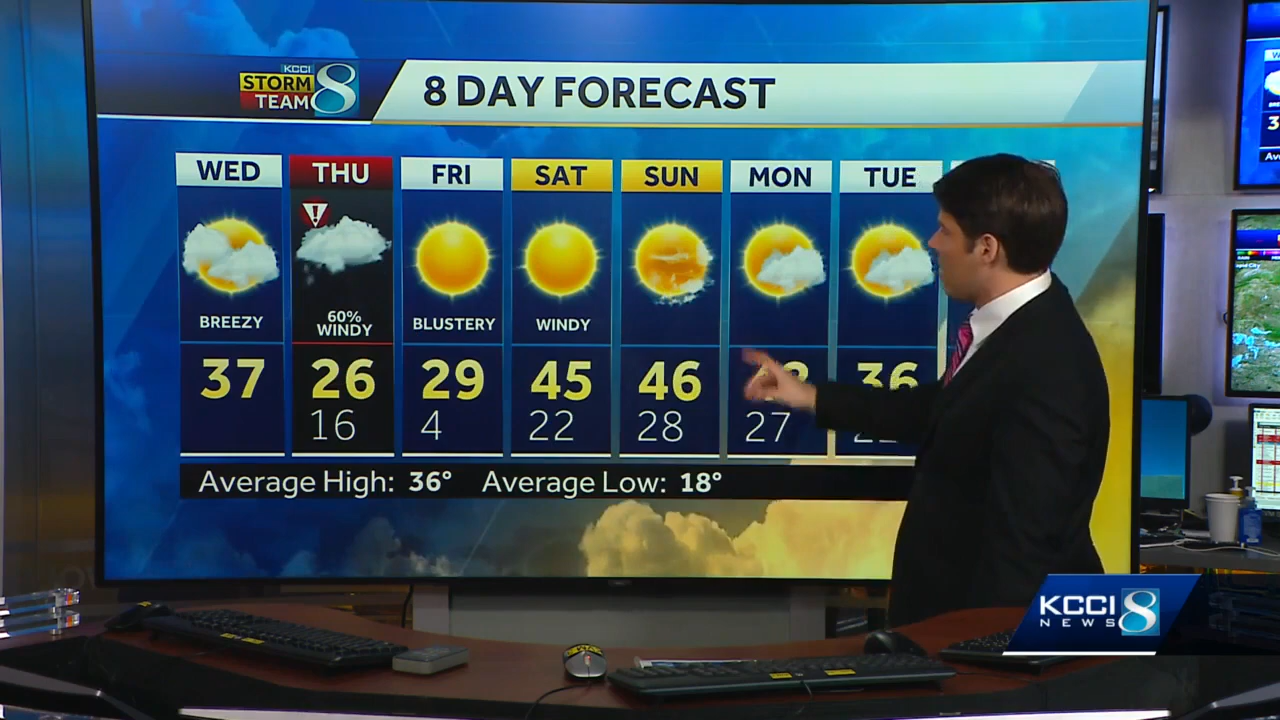 KCCI
STORM
TEAM 8
8 DAY FORECAST
WED THU FRI SAT SUN MON TUE
60%
BREEZY WINDY BLUSTERY WINDY
37 26 29 45 46 36
16 4 22 28 27
Average High: 36° Average Low: 18°
KCCI 8
NEWS